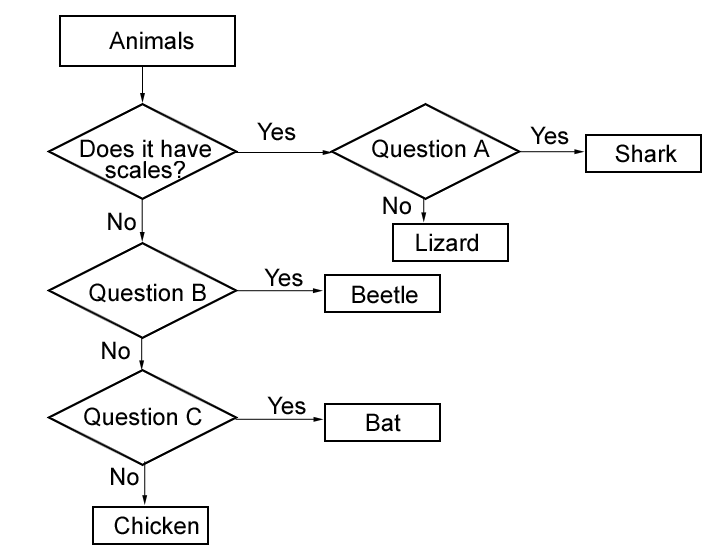 Animals
Does it have
scales?
Yes
Question A
Yes
Shark
No
Lizard
No
Question B
Yes
Beetle
No
Question C
Yes
Bat
No
Chicken